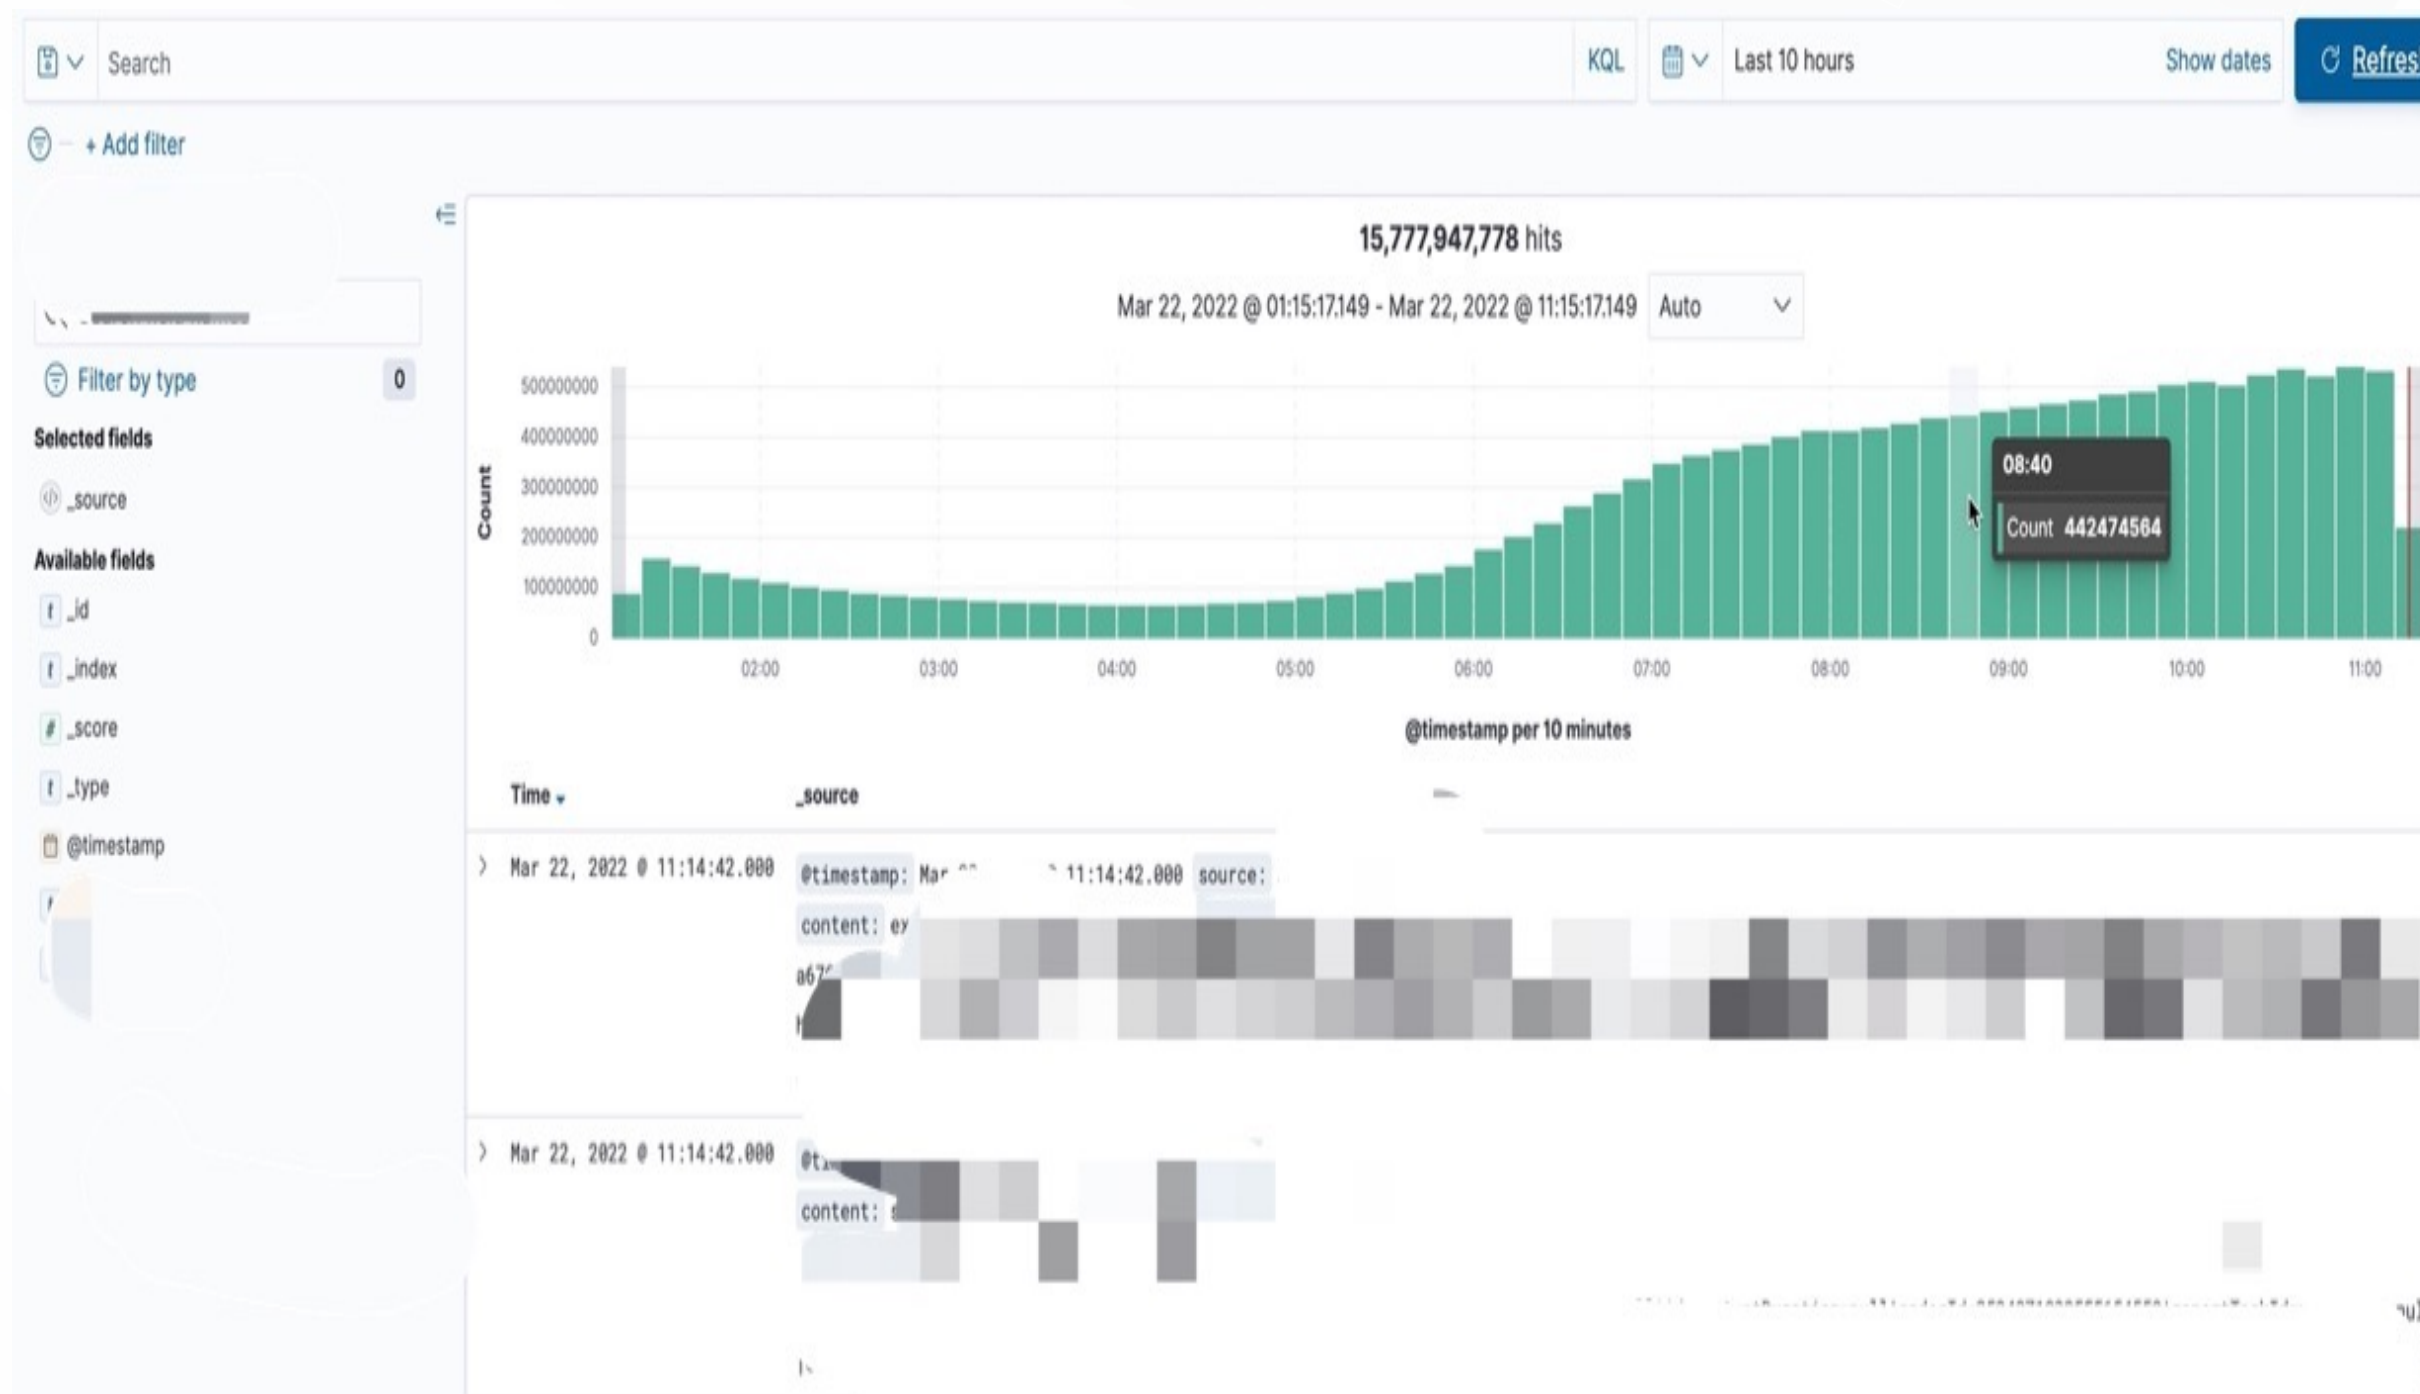 Search KQL Last 10 hours Show dates Refres
+ Add filter
15,777,947,778 hits
Mar 22, 2022 @ 01:15:17.149 - Mar 22, 2022 @ 11:15:17.149 Auto
Filter by type 0
Selected fields
_source
Available fields
_id
_index
_score
_type
@timestamp
Count
500000000
400000000
300000000
200000000
100000000
0
08:40
Count 442474564
02:00 03:00 04:00 05:00 06:00 07:00 08:00 09:00 10:00 11:00
@timestamp per 10 minutes
Time _source
Mar 22, 2022 @ 11:14:42.000 @timestamp: Mar 11:14:42.000 source:
content: ex
Mar 22, 2022 @ 11:14:42.000
content: